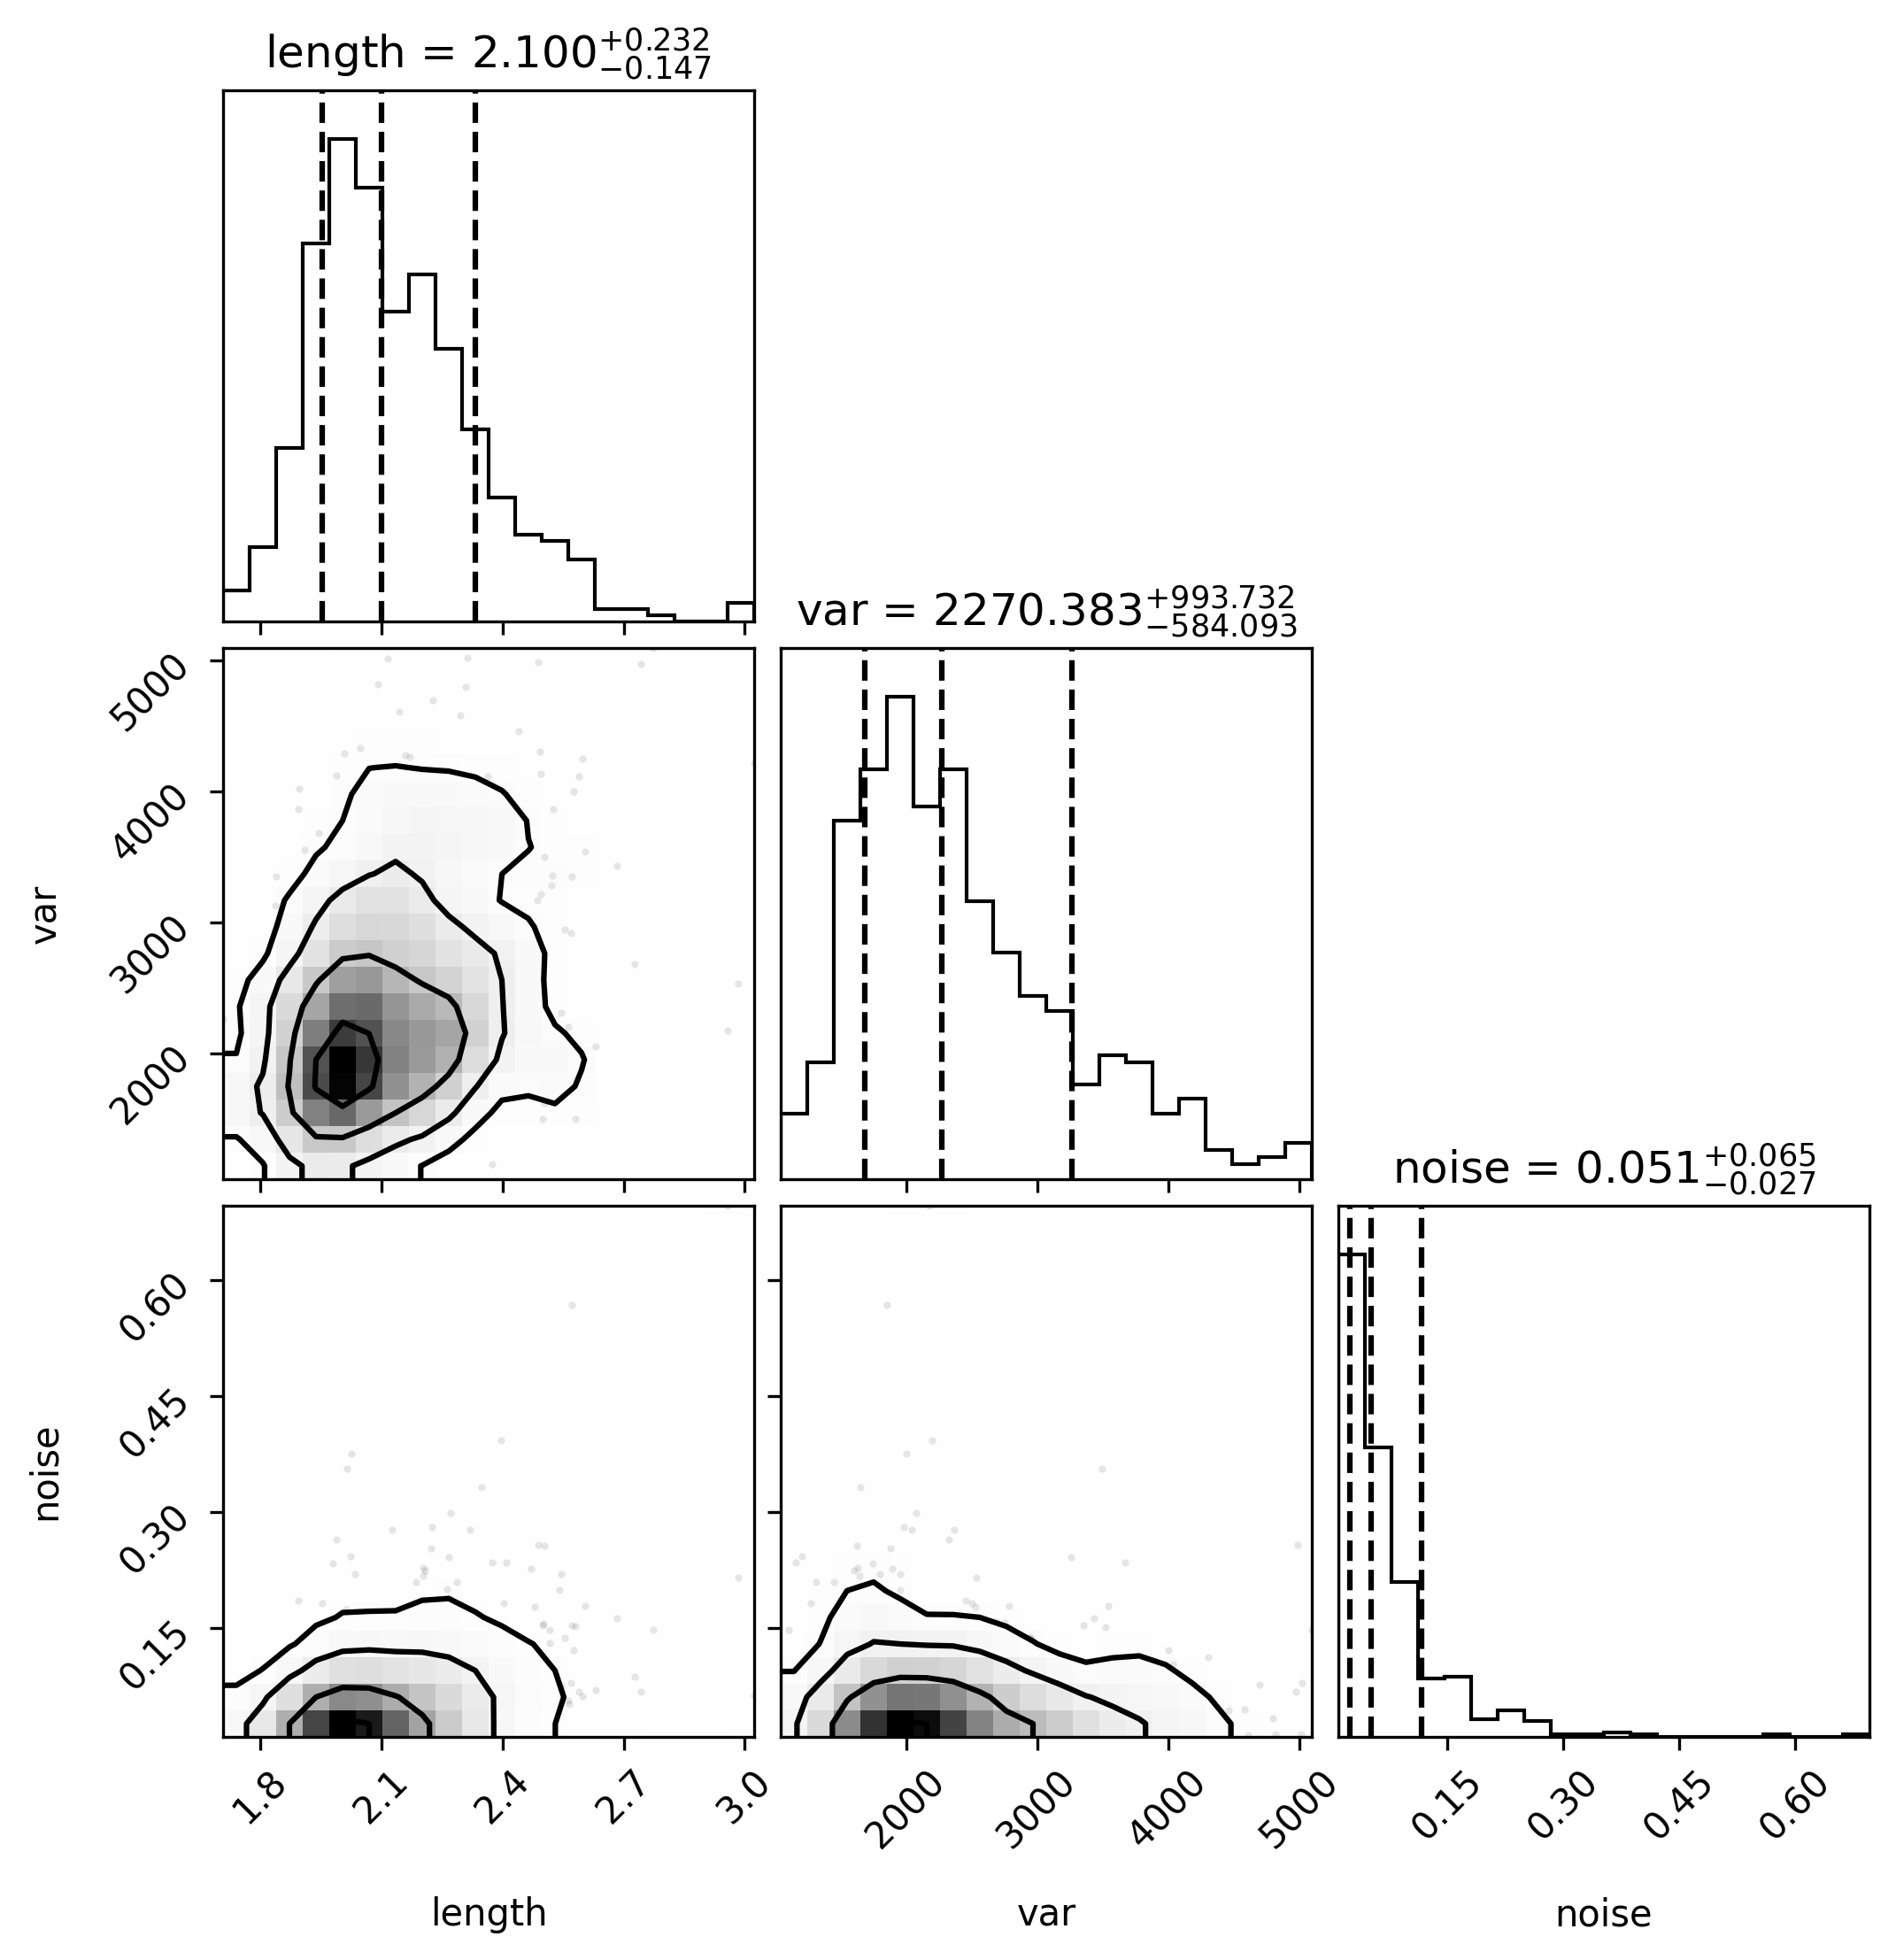 length = 2.100 +0.232 −0.147
var = 2270.383 +993.732 −584.093
5000
4000
3000
2000
var
noise = 0.051 +0.065 −0.027
0.60
0.45
0.30
0.15
noise
1.8 2.1 2.4 2.7 3.0 2000 3000 4000 5000 0.15 0.30 0.45 0.60
length var noise